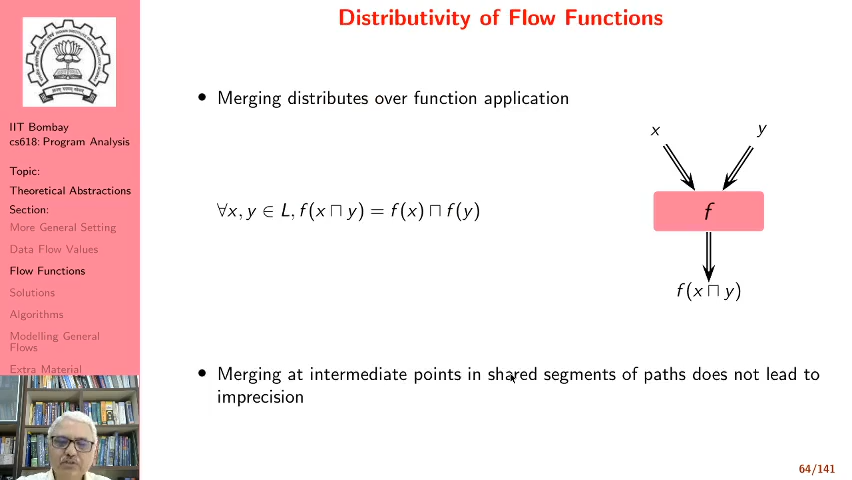 Distributivity of Flow Functions
IIT Bombay
cs618: Program Analysis
Topic:
Theoretical Abstractions
Section:
More General Setting
Data Flow Values
Flow Functions
Solutions
Algorithms
Modelling General
Flows
Extra Material
• Merging distributes over function application
∀x, y ∈ L, f(x ⊓ y) = f(x) ⊓ f(y)
x
y
f
f(x ⊓ y)
• Merging at intermediate points in shared segments of paths does not lead to
imprecision
64/141